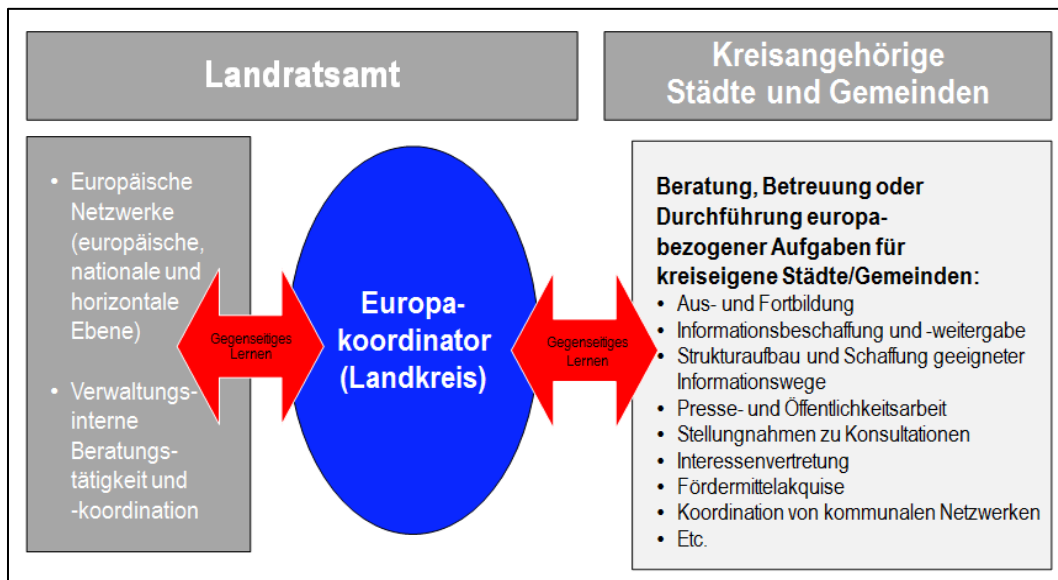 Landratsamt
Kreisangehörige
Städte und Gemeinden
• Europäische
Netzwerke
(europäische,
nationale und
horizontale
Ebene)
• Verwaltungs-
interne
Beratungs-
tätigkeit und
-koordination
Gegenseitiges
Lernen
Europa-
koordinator
(Landkreis)
Gegenseitiges
Lernen
Beratung, Betreuung oder
Durchführung europa-
bezogener Aufgaben für
kreiseigene Städte/Gemeinden:
• Aus- und Fortbildung
• Informationsbeschaffung und -weitergabe
• Strukturaufbau und Schaffung geeigneter
Informationswege
• Presse- und Öffentlichkeitsarbeit
• Stellungnahmen zu Konsultationen
• Interessenvertretung
• Fördermittelakquise
• Koordination von kommunalen Netzwerken
• Etc.